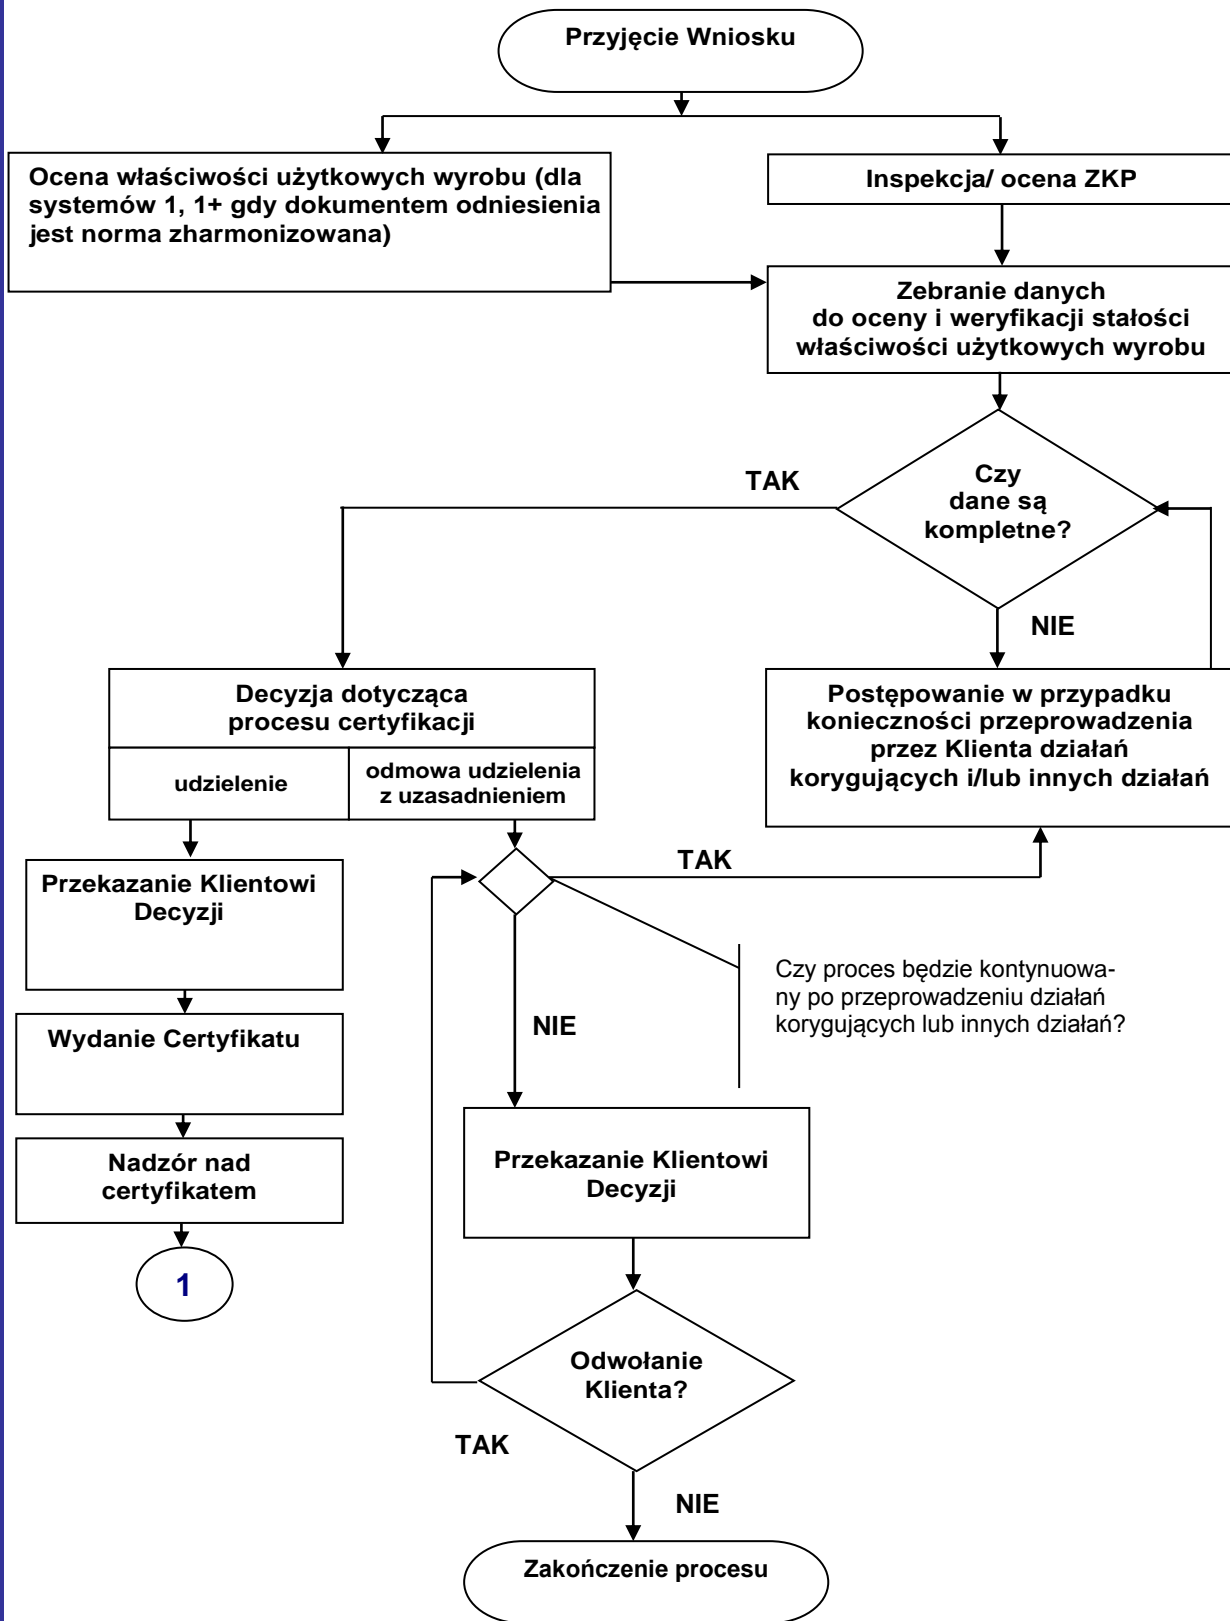 Przyjęcie Wniosku
Ocena właściwości użytkowych wyrobu (dla
systemów 1, 1+ gdy dokumentem odniesienia
jest norma zharmonizowana)
Inspekcja/ ocena ZKP
Zebranie danych
do oceny i weryfikacji stałości
właściwości użytkowych wyrobu
Czy
dane są
kompletne?
TAK
NIE
Decyzja dotycząca
procesu certyfikacji
udzielenie
odmowa udzielenia
z uzasadnieniem
Postępowanie w przypadku
konieczności przeprowadzenia
przez Klienta działań
korygujących i/lub innych działań
TAK
Przekazanie Klientowi
Decyzji
Czy proces będzie kontynuowa-
ny po przeprowadzeniu działań
korygujących lub innych działań?
NIE
Wydanie Certyfikatu
Nadzór nad
certyfikatem
1
Przekazanie Klientowi
Decyzji
Odwołanie
Klienta?
TAK
NIE
Zakończenie procesu